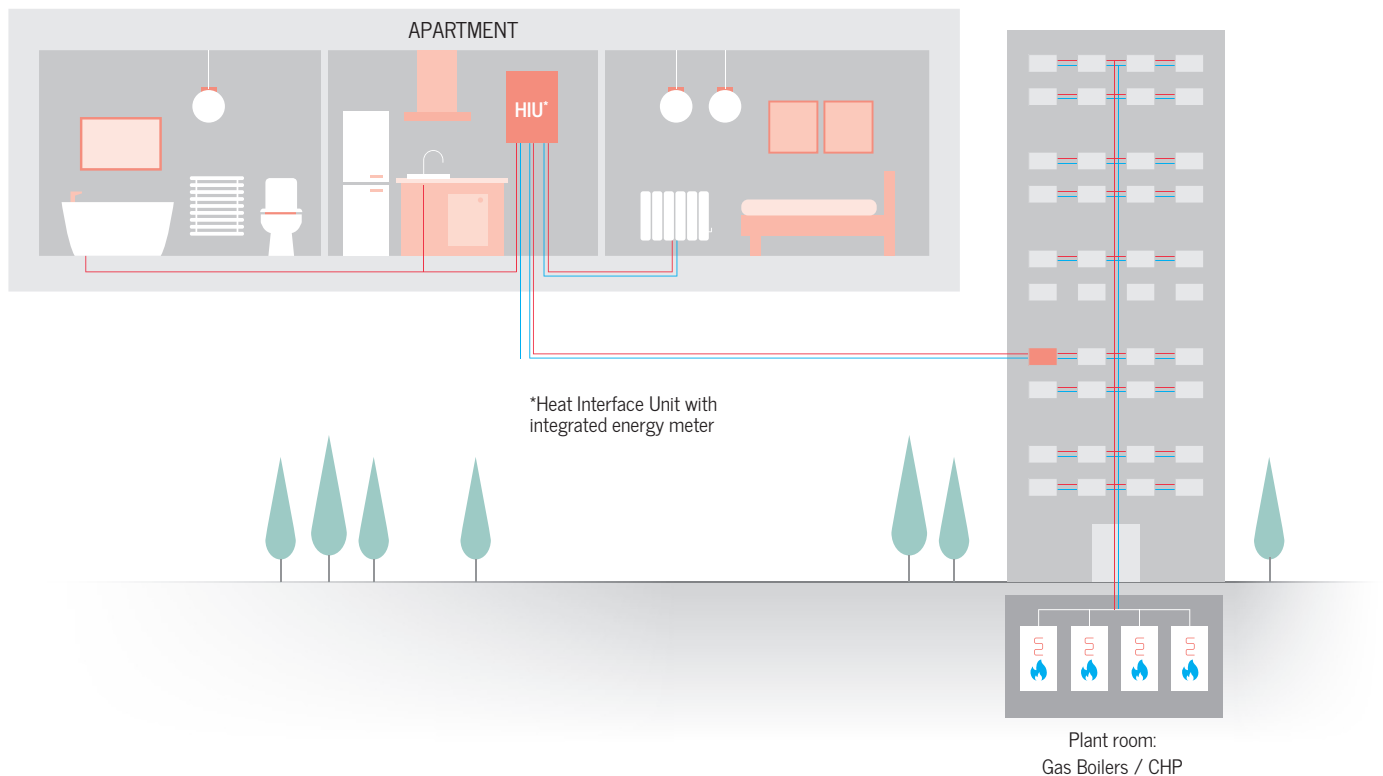 APARTMENT
HIU*
*Heat Interface Unit with
integrated energy meter
Plant room:
Gas Boilers / CHP